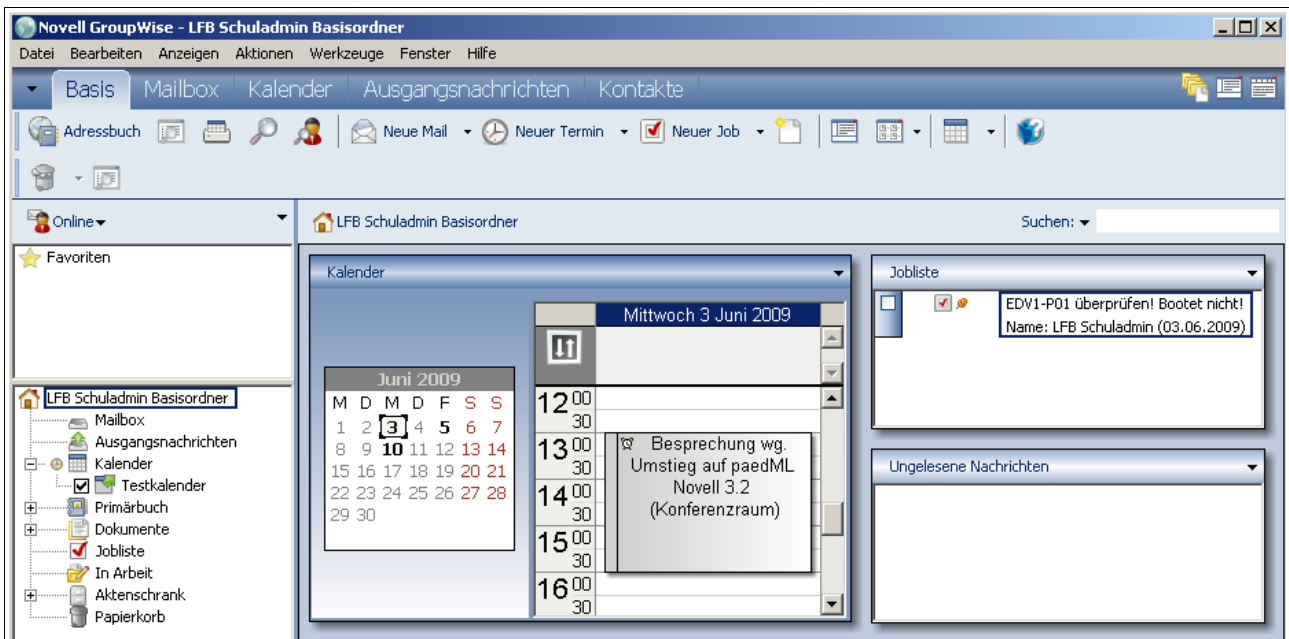 Novell GroupWise - LFB Schuladmin Basisordner
Datei Bearbeiten Anzeigen Aktionen Werkzeuge Fenster Hilfe
Basis Mailbox Kalender Ausgangsnachrichten Kontakte
Adressbuch Neue Mail Neuer Termin Neuer Job
Online
LFB Schuladmin Basisordner
Suchen:
Favoriten
LFB Schuladmin Basisordner
Mailbox
Ausgangsnachrichten
Kalender
Testkalender
Primärbuch
Dokumente
Jobliste
In Arbeit
Aktenschrank
Papierkorb
Kalender
Juni 2009
M D M D F S S
1 2 3 4 5 6 7
8 9 10 11 12 13 14
15 16 17 18 19 20 21
22 23 24 25 26 27 28
29 30
Mittwoch 3 Juni 2009
12 00
30
13 00
30
14 00
30
15 00
30
16 00
30
Besprechung wg.
Umstieg auf paedML
Novell 3.2
(Konferenzraum)
Jobliste
EDV1-P01 überprüfen! Bootet nicht!
Name: LFB Schuladmin (03.06.2009)
Ungelesene Nachrichten